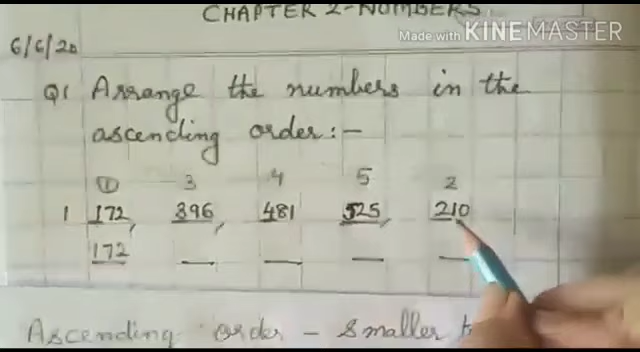 CHAPTER 2-NUMBERS
Made with KINEMASTER
6/6/20
Q1 Arrange the numbers in the
ascending order:-
1 3 4 5 2
1 172, 396, 481 525, 210
172 _ _ _ _
Ascending order - Smaller